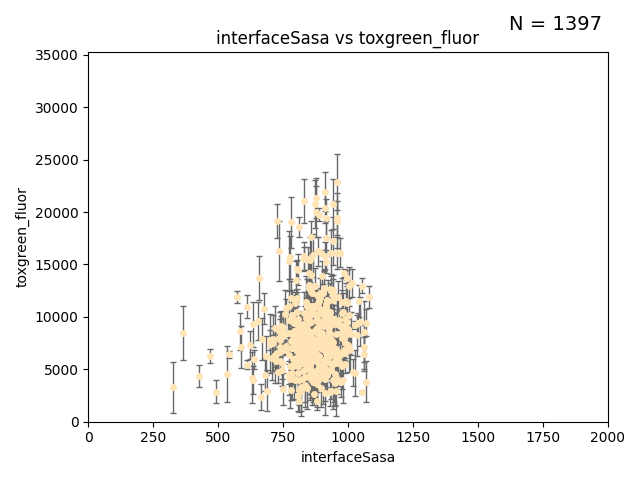 N = 1397
interfaceSasa vs toxgreen_fluor
35000
30000
25000
20000
15000
10000
5000
0
toxgreen_fluor
0 250 500 750 1000 1250 1500 1750 2000
interfaceSasa